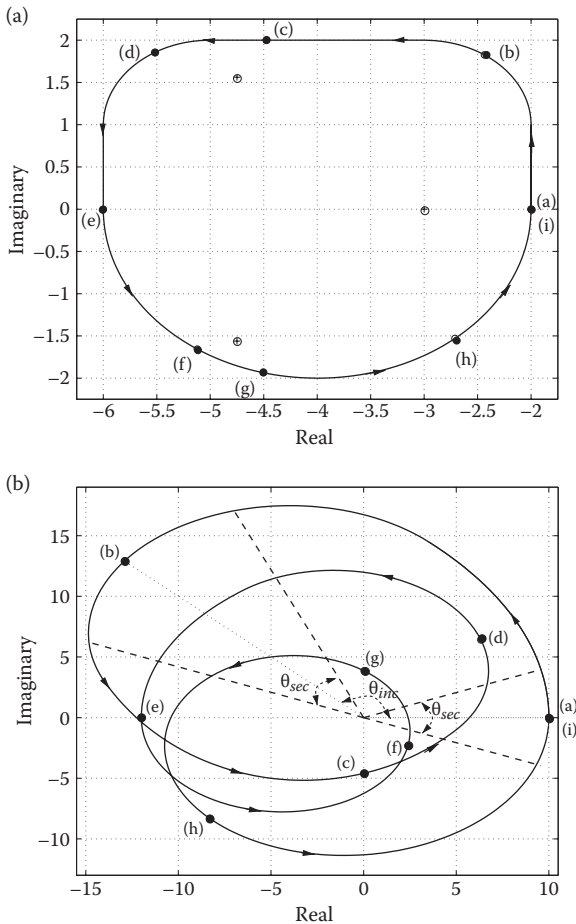 (a)
2
1.5
1
0.5
0
−0.5
−1
−1.5
−2
Imaginary
(d)
(c)
(b)
(e)
(a)
(i)
(f)
(g)
(h)
−6 −5.5 −5 −4.5 −4 −3.5 −3 −2.5 −2
Real
(b)
15
10
5
0
−5
−10
Imaginary
(b)
(d)
(g)
θsec
θinc
θsec
(a)
(i)
(e)
(f)
(c)
(h)
−15 −10 −5 0 5 10
Real